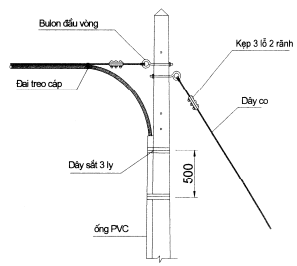 Bulon đấu vòng
Kẹp 3 lỗ 2 rãnh
Đai treo cáp
Dây co
Dây sắt 3 ly
500
ống PVC